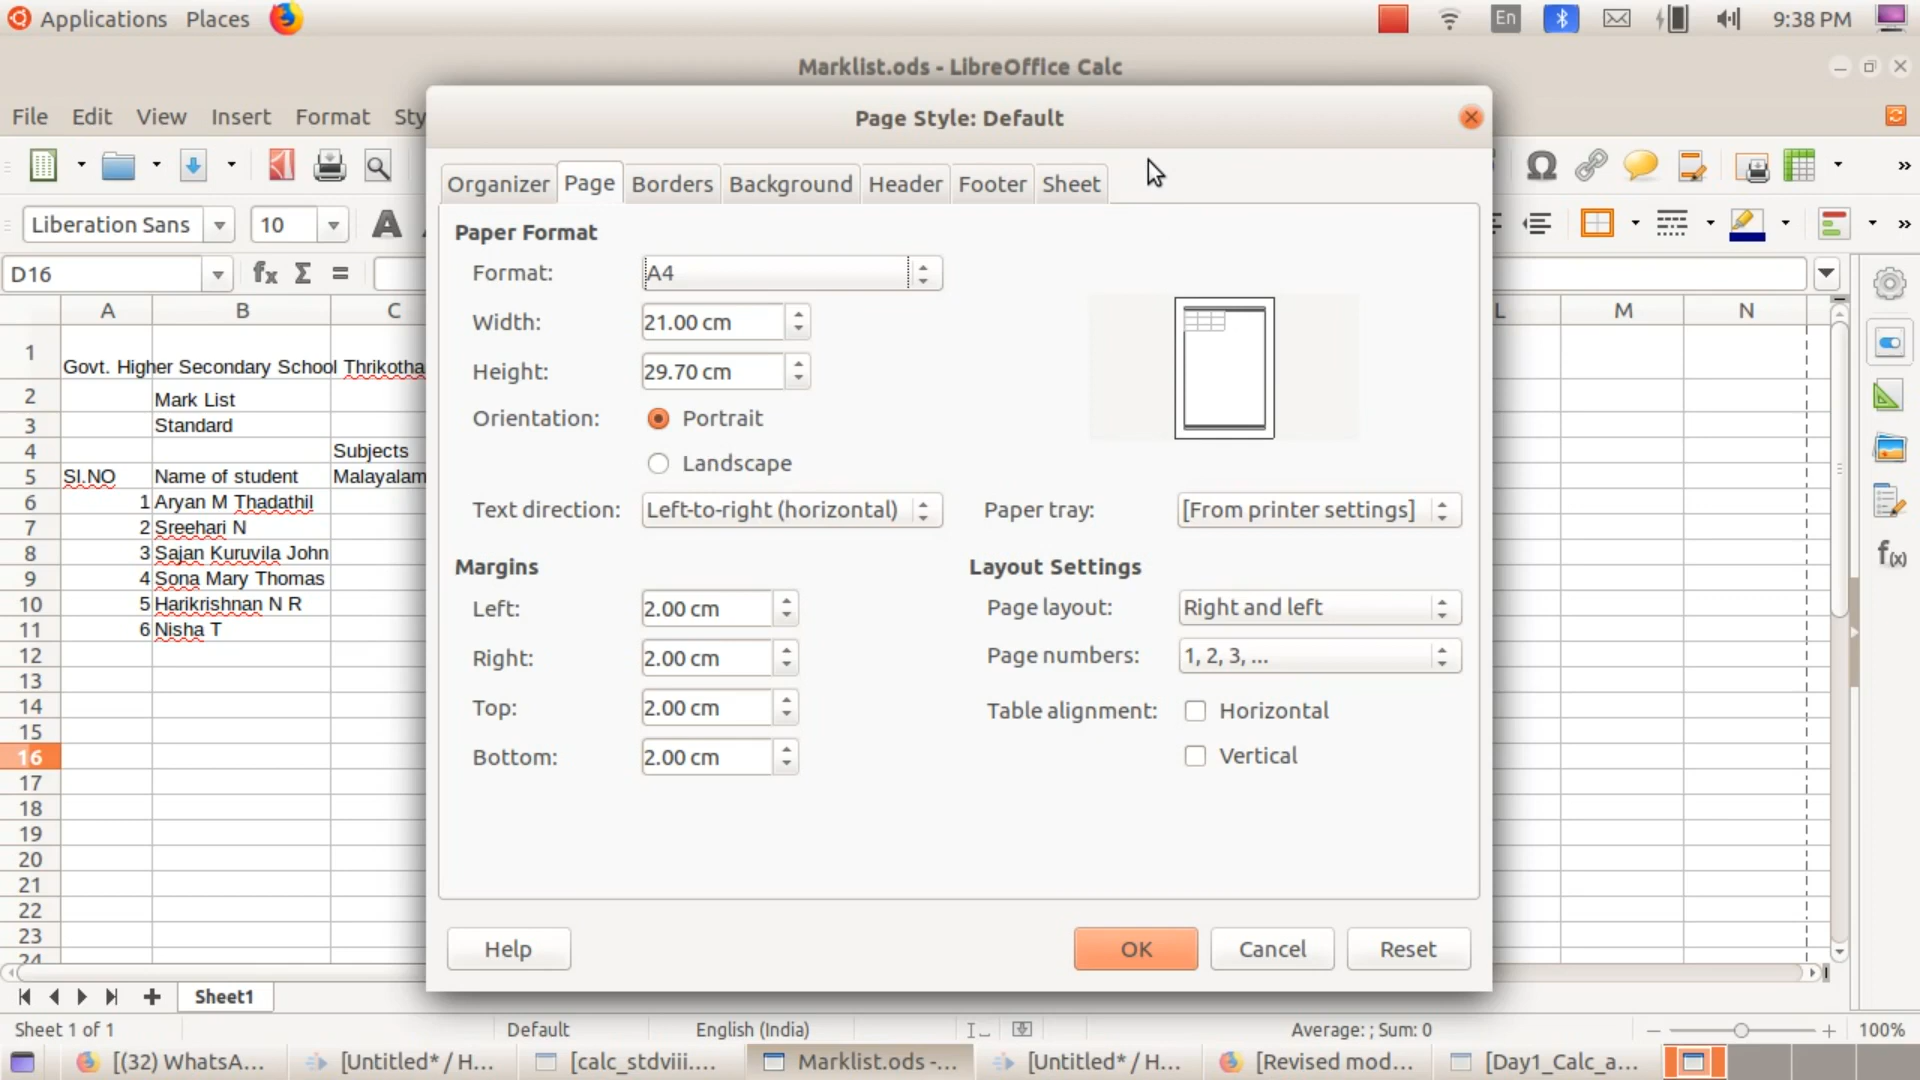 Applications Places En 9:38 PM
Marklist.ods - LibreOffice Calc
File Edit View Insert Format Sty
Page Style: Default
Organizer Page Borders Background Header Footer Sheet
Liberation Sans 10
D16
A B C L M N
Paper Format
Format: A4
Width: 21.00 cm
Height: 29.70 cm
Orientation: Portrait
Landscape
Text direction: Left-to-right (horizontal) Paper tray: [From printer settings]
Margins Layout Settings
Left: 2.00 cm Page layout: Right and left
Right: 2.00 cm Page numbers: 1, 2, 3, ...
Top: 2.00 cm Table alignment: Horizontal
Bottom: 2.00 cm Vertical
Help OK Cancel Reset
1 Govt. Higher Secondary School Thrikotha
2 Mark List
3 Standard
4 Subjects
5 Sl.NO Name of student Malayalam
6 1 Aryan M Thadathil
7 2 Sreehari N
8 3 Sajan Kuruvila John
9 4 Sona Mary Thomas
10 5 Harikrishnan N R
11 6 Nisha T
12
13
14
15
16
17
18
19
20
21
22
23
24
Sheet1
Sheet 1 of 1 Default English (India) Average: ; Sum: 0 100%
[(32) WhatsA... [Untitled* / H... [calc_stdviii.... Marklist.ods -... [Untitled* / H... [Revised mod... [Day1_Calc_a...